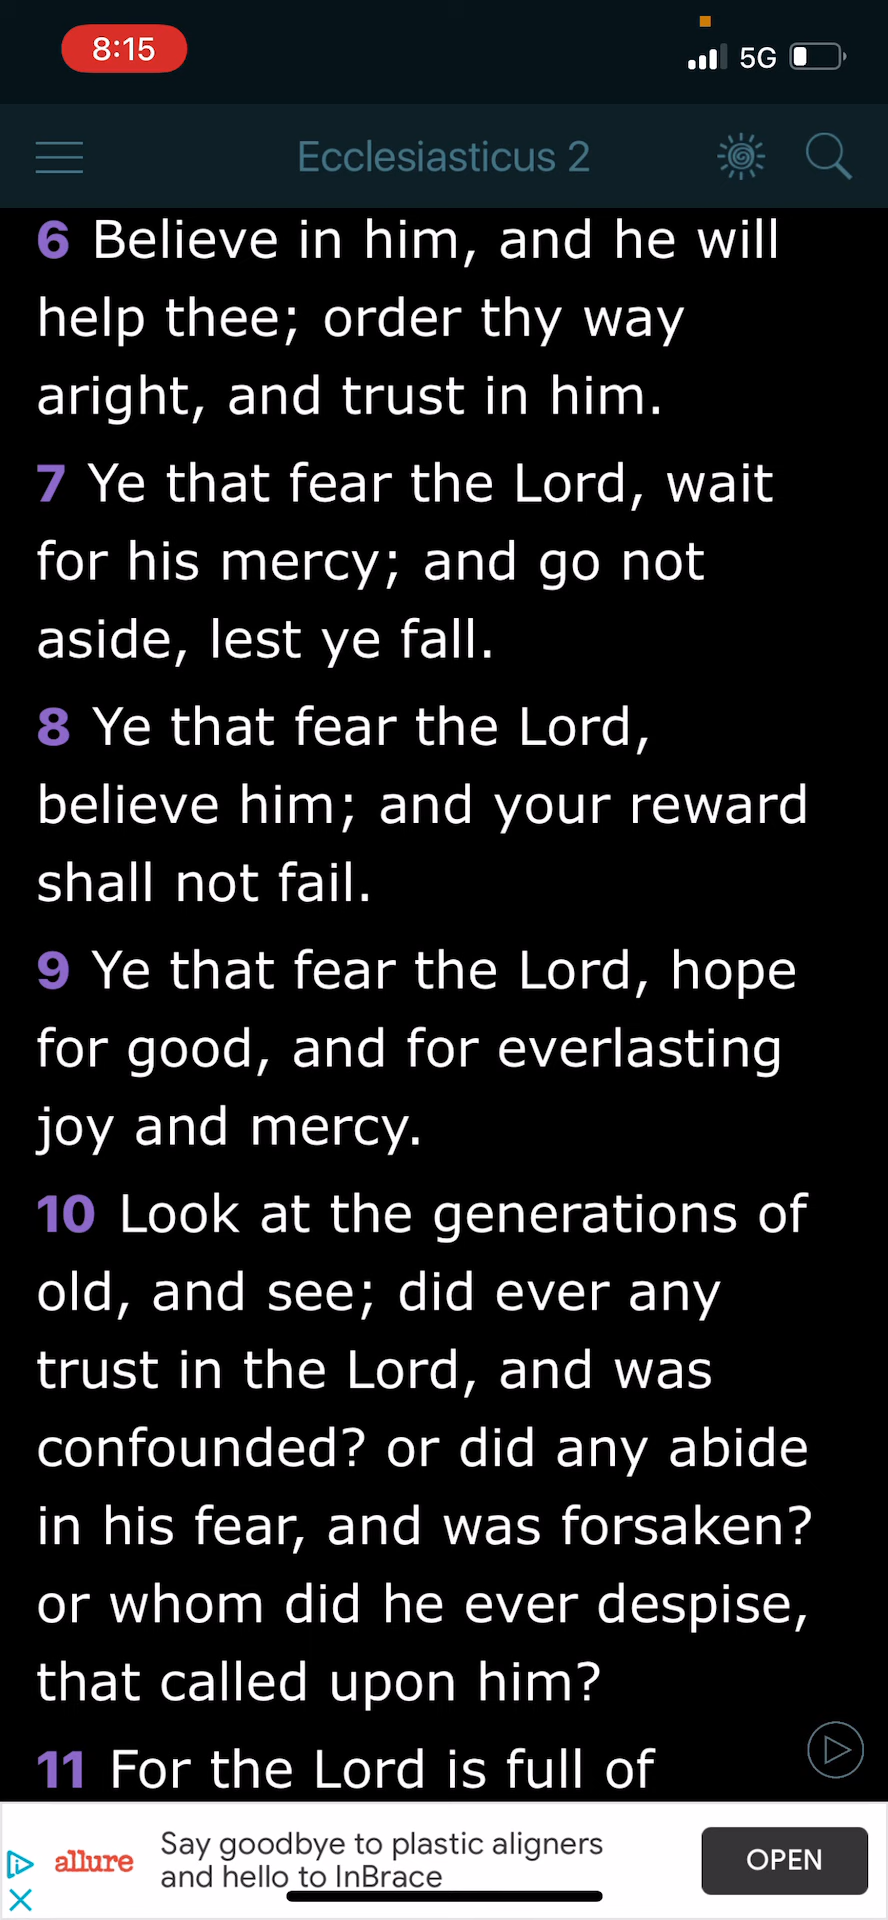 8:15
5G
Ecclesiasticus 2
6 Believe in him, and he will
help thee; order thy way
aright, and trust in him.
7 Ye that fear the Lord, wait
for his mercy; and go not
aside, lest ye fall.
8 Ye that fear the Lord,
believe him; and your reward
shall not fail.
9 Ye that fear the Lord, hope
for good, and for everlasting
joy and mercy.
10 Look at the generations of
old, and see; did ever any
trust in the Lord, and was
confounded? or did any abide
in his fear, and was forsaken?
or whom did he ever despise,
that called upon him?
11 For the Lord is full of
allure
Say goodbye to plastic aligners
and hello to InBrace
OPEN